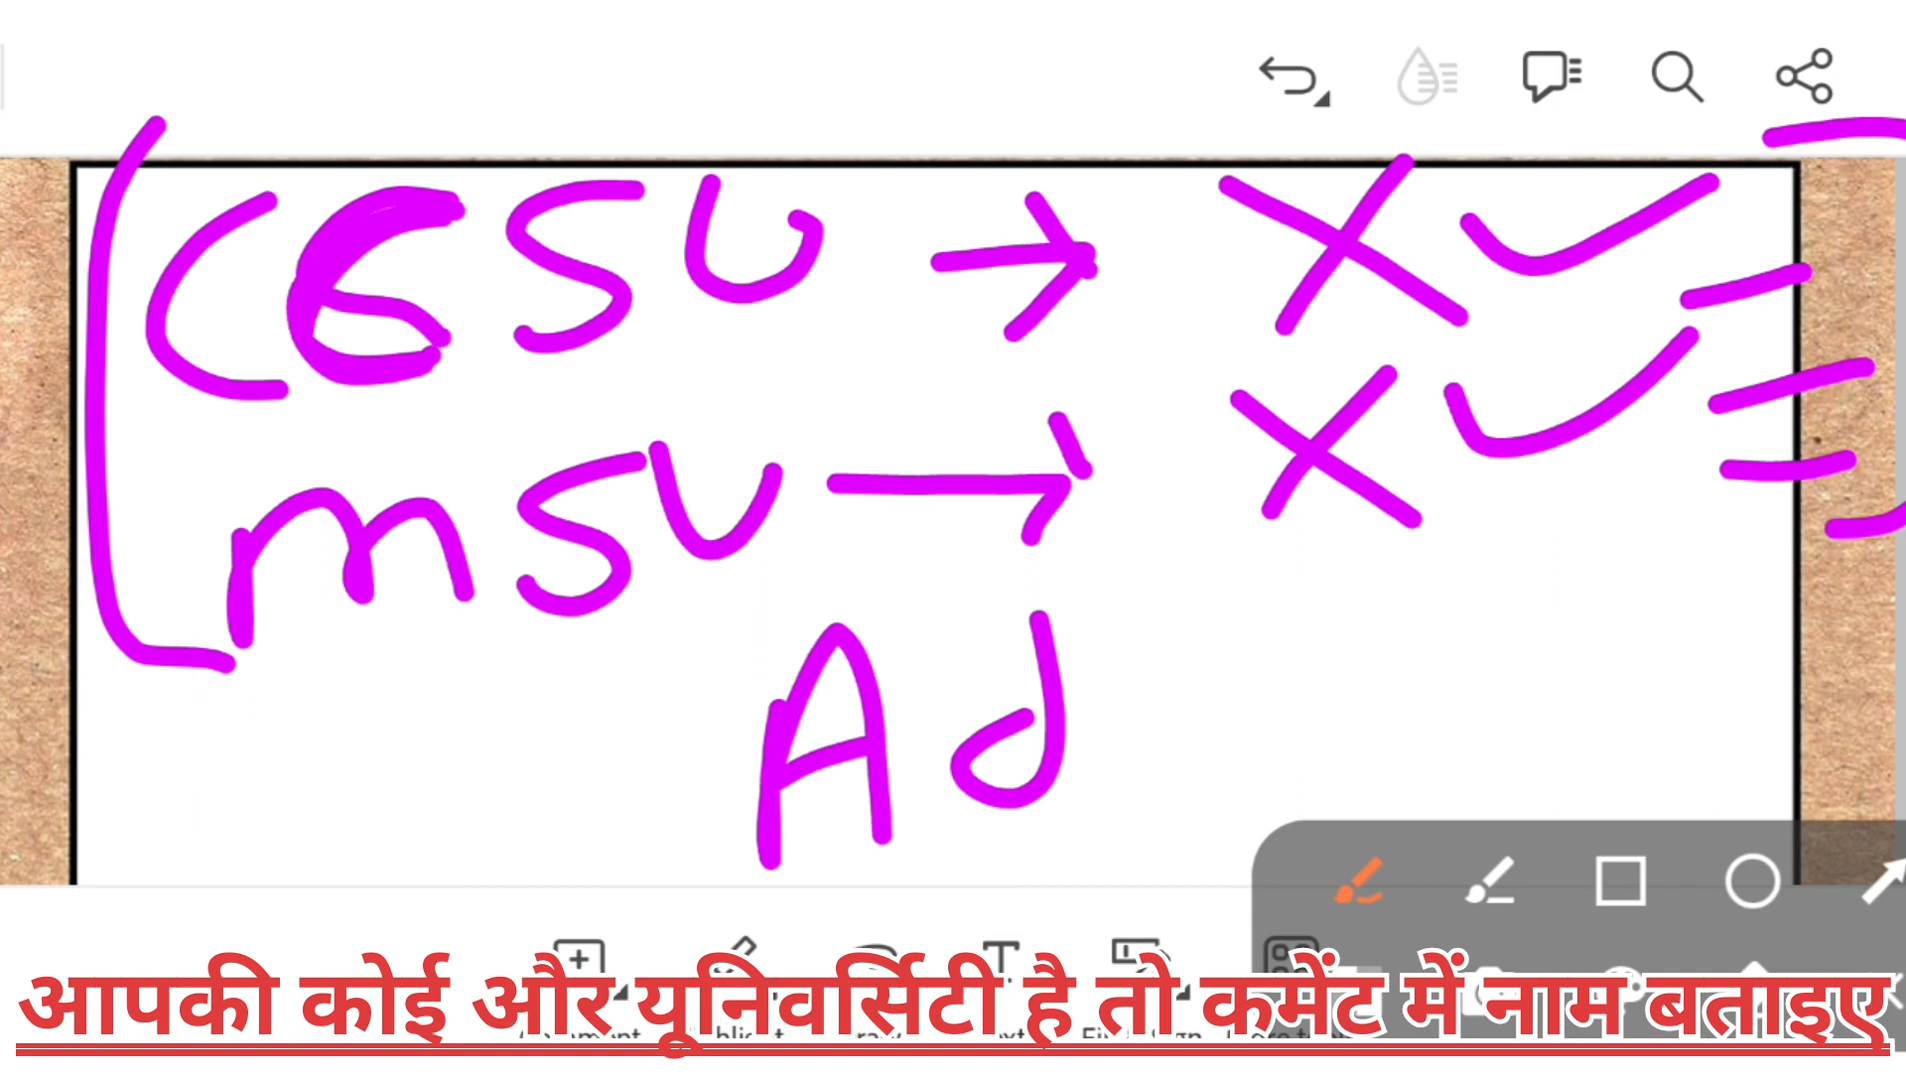 CCSU → X ✓
MSU → X ✓
Ad
आपकी कोई और यूनिवर्सिटी है तो कमेंट में नाम बताइए